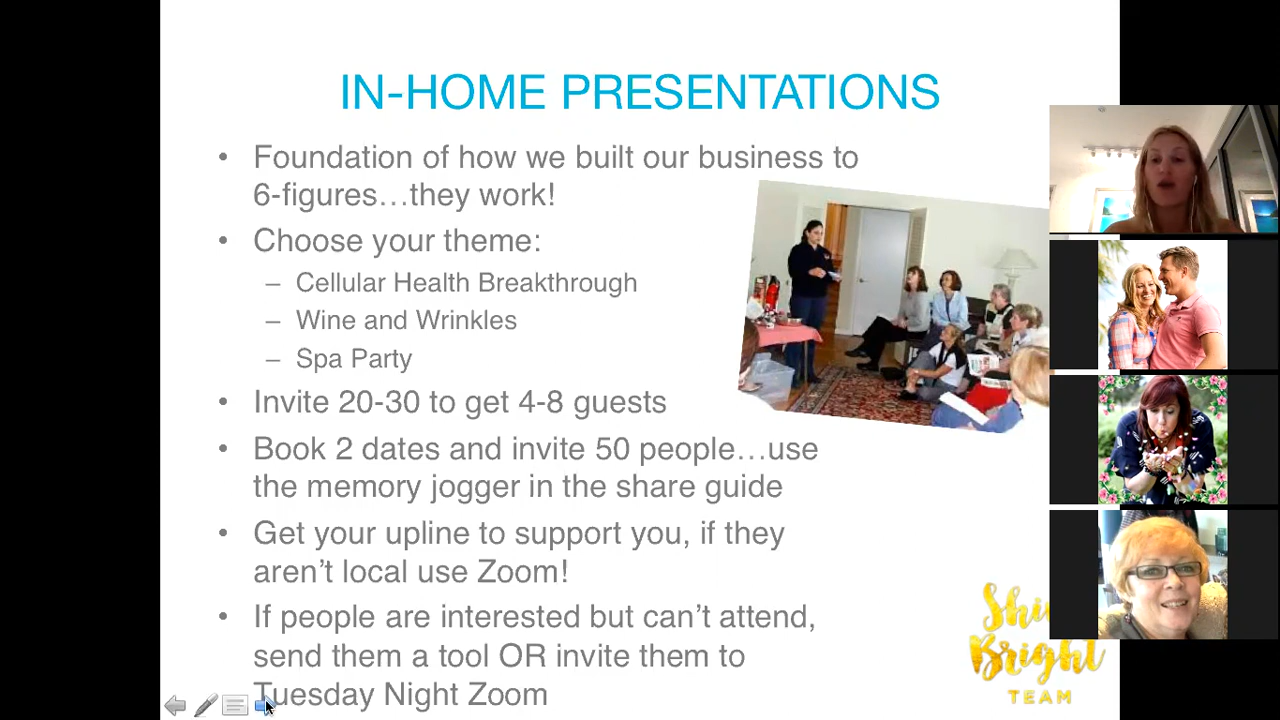 IN-HOME PRESENTATIONS
• Foundation of how we built our business to
6-figures…they work!
• Choose your theme:
– Cellular Health Breakthrough
– Wine and Wrinkles
– Spa Party
• Invite 20-30 to get 4-8 guests
• Book 2 dates and invite 50 people…use
the memory jogger in the share guide
• Get your upline to support you, if they
aren't local use Zoom!
• If people are interested but can't attend,
send them a tool OR invite them to
Tuesday Night Zoom
Bright
TEAM